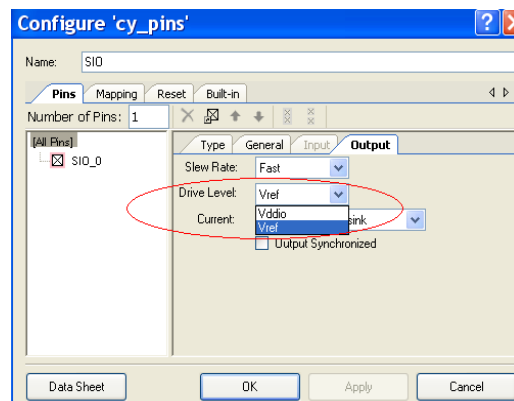 Configure 'cy_pins'
Name: SIO
Pins Mapping Reset Built-in
Number of Pins: 1
[All Pins]
SIO_0
Type General Input Output
Slew Rate: Fast
Drive Level: Vref
Vddio
Vref
Current: sink
Output Synchronized
Data Sheet OK Apply Cancel